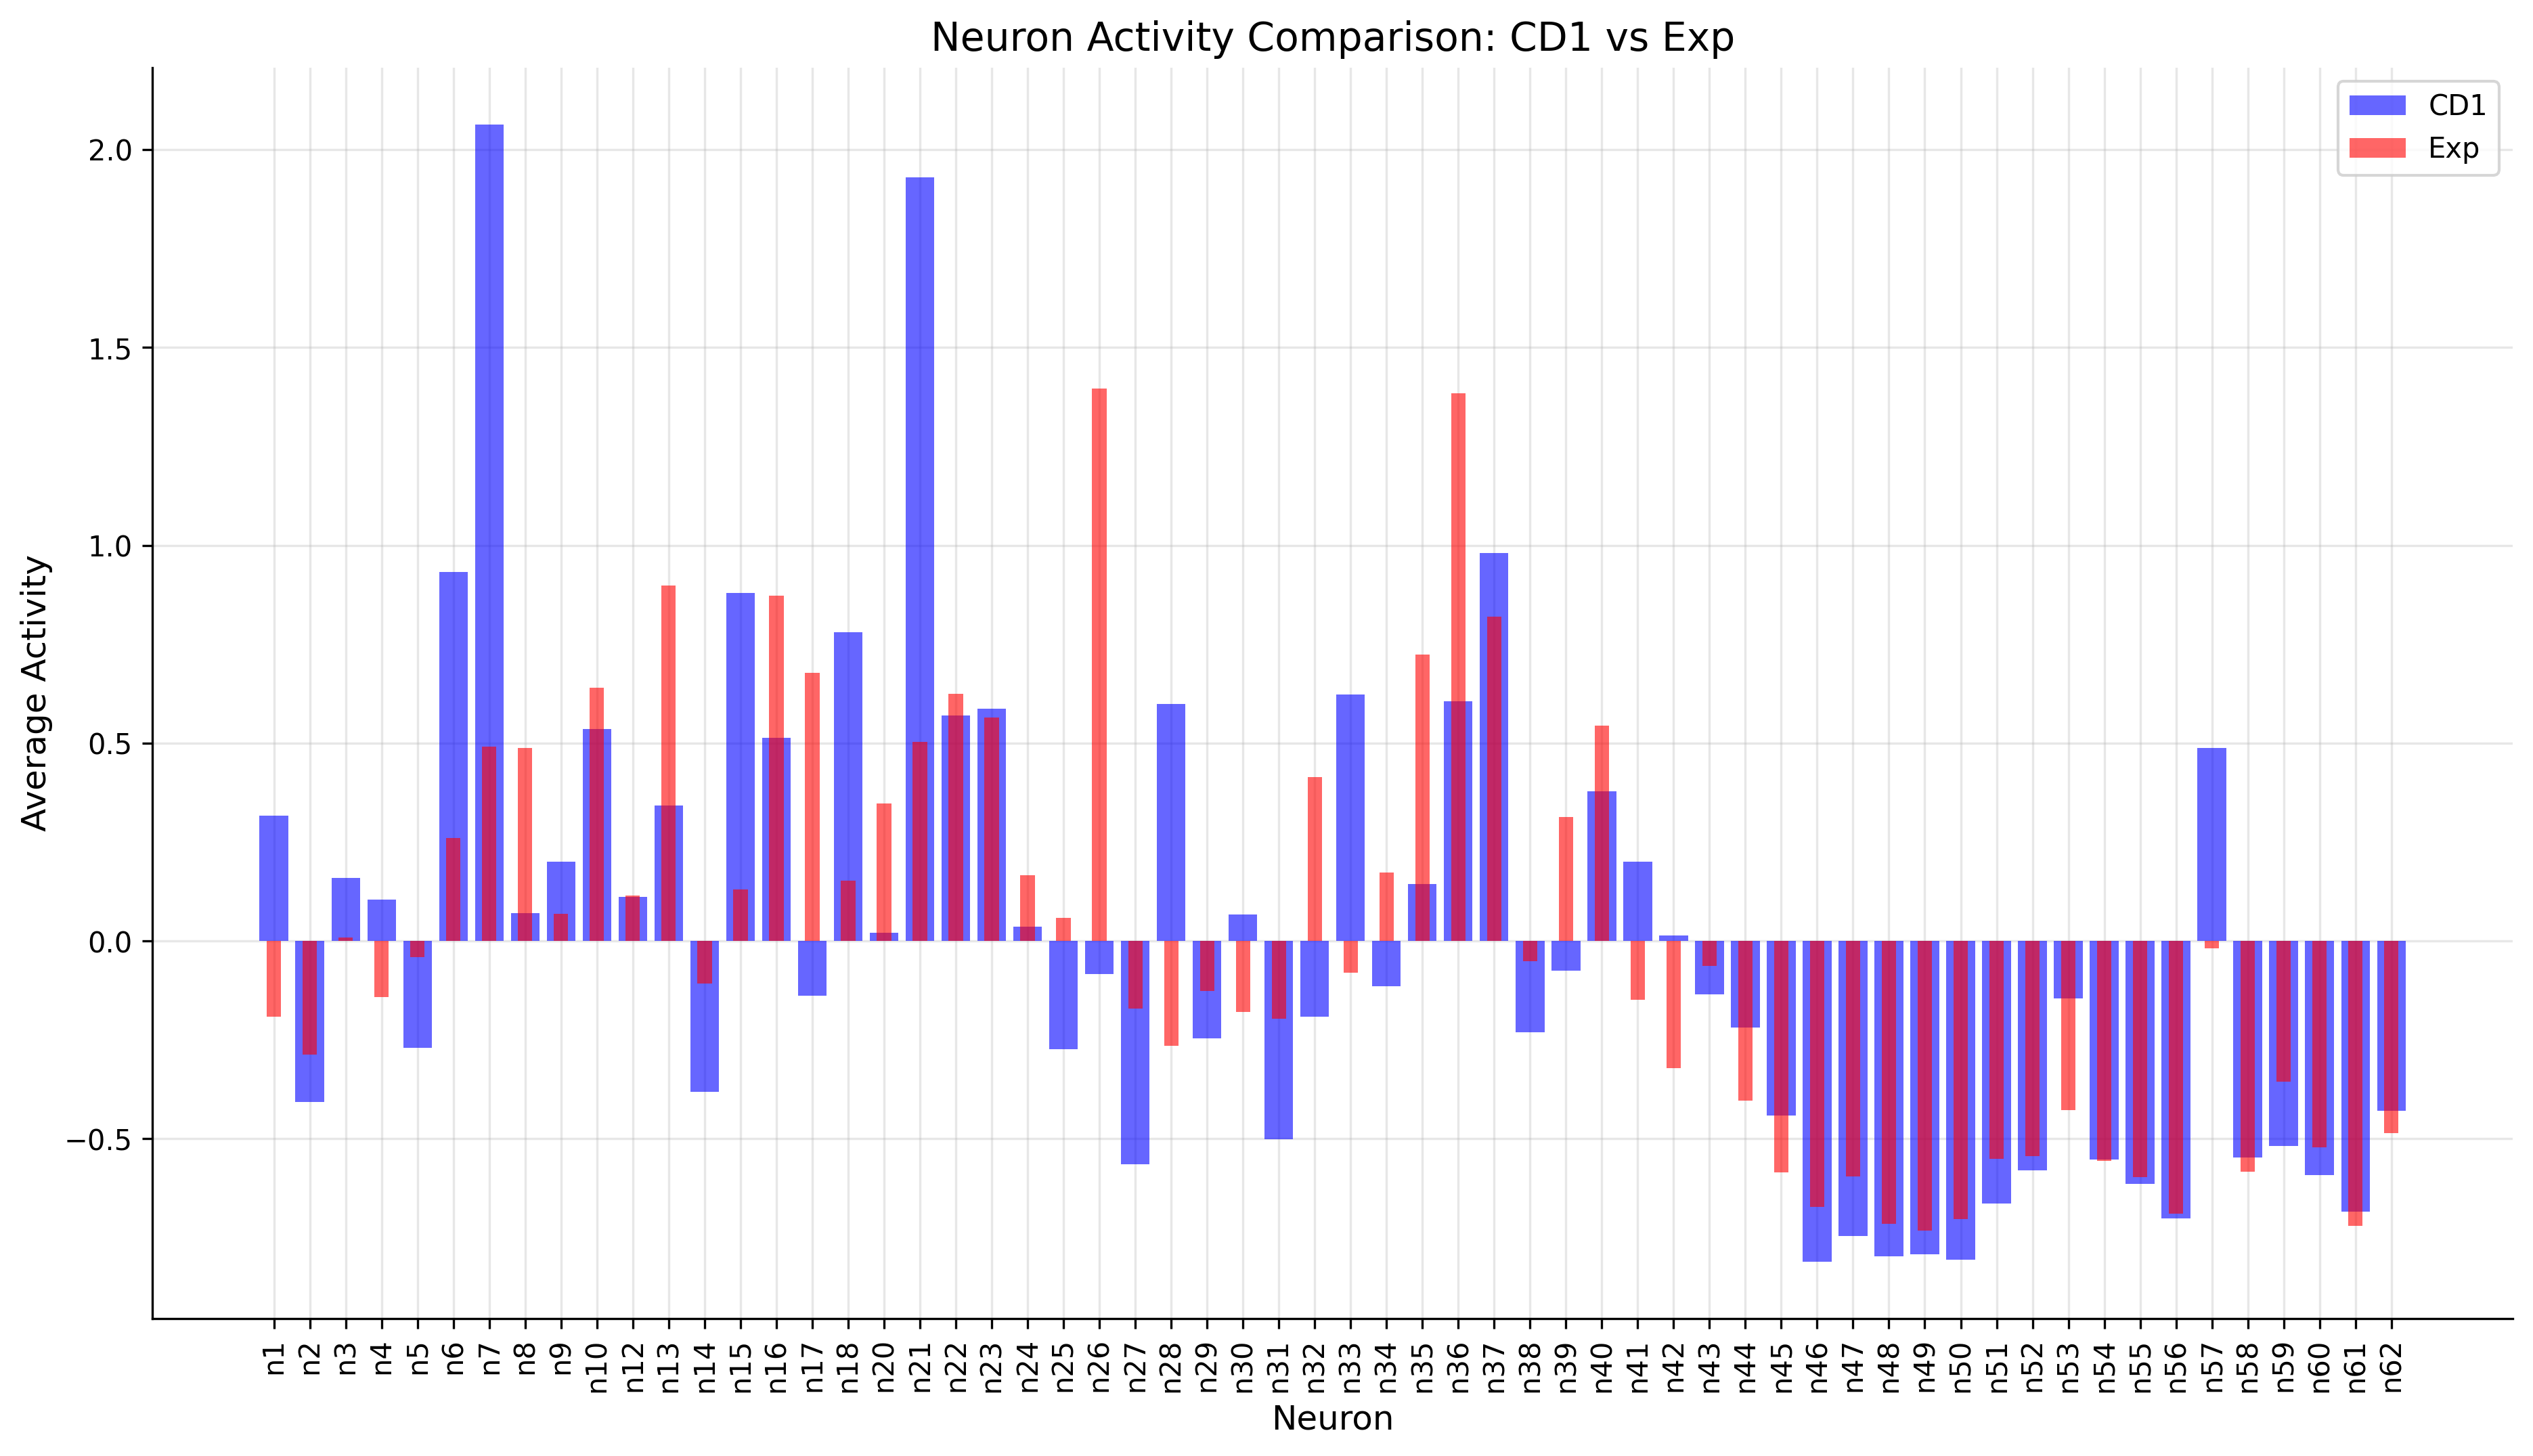 Neuron Activity Comparison: CD1 vs Exp
CD1
Exp
2.0
1.5
1.0
0.5
0.0
−0.5
Average Activity
n1 n2 n3 n4 n5 n6 n7 n8 n9 n10 n12 n13 n14 n15 n16 n17 n18 n20 n21 n22 n23 n24 n25 n26 n27 n28 n29 n30 n31 n32 n33 n34 n35 n36 n37 n38 n39 n40 n41 n42 n43 n44 n45 n46 n47 n48 n49 n50 n51 n52 n53 n54 n55 n56 n57 n58 n59 n60 n61 n62
Neuron